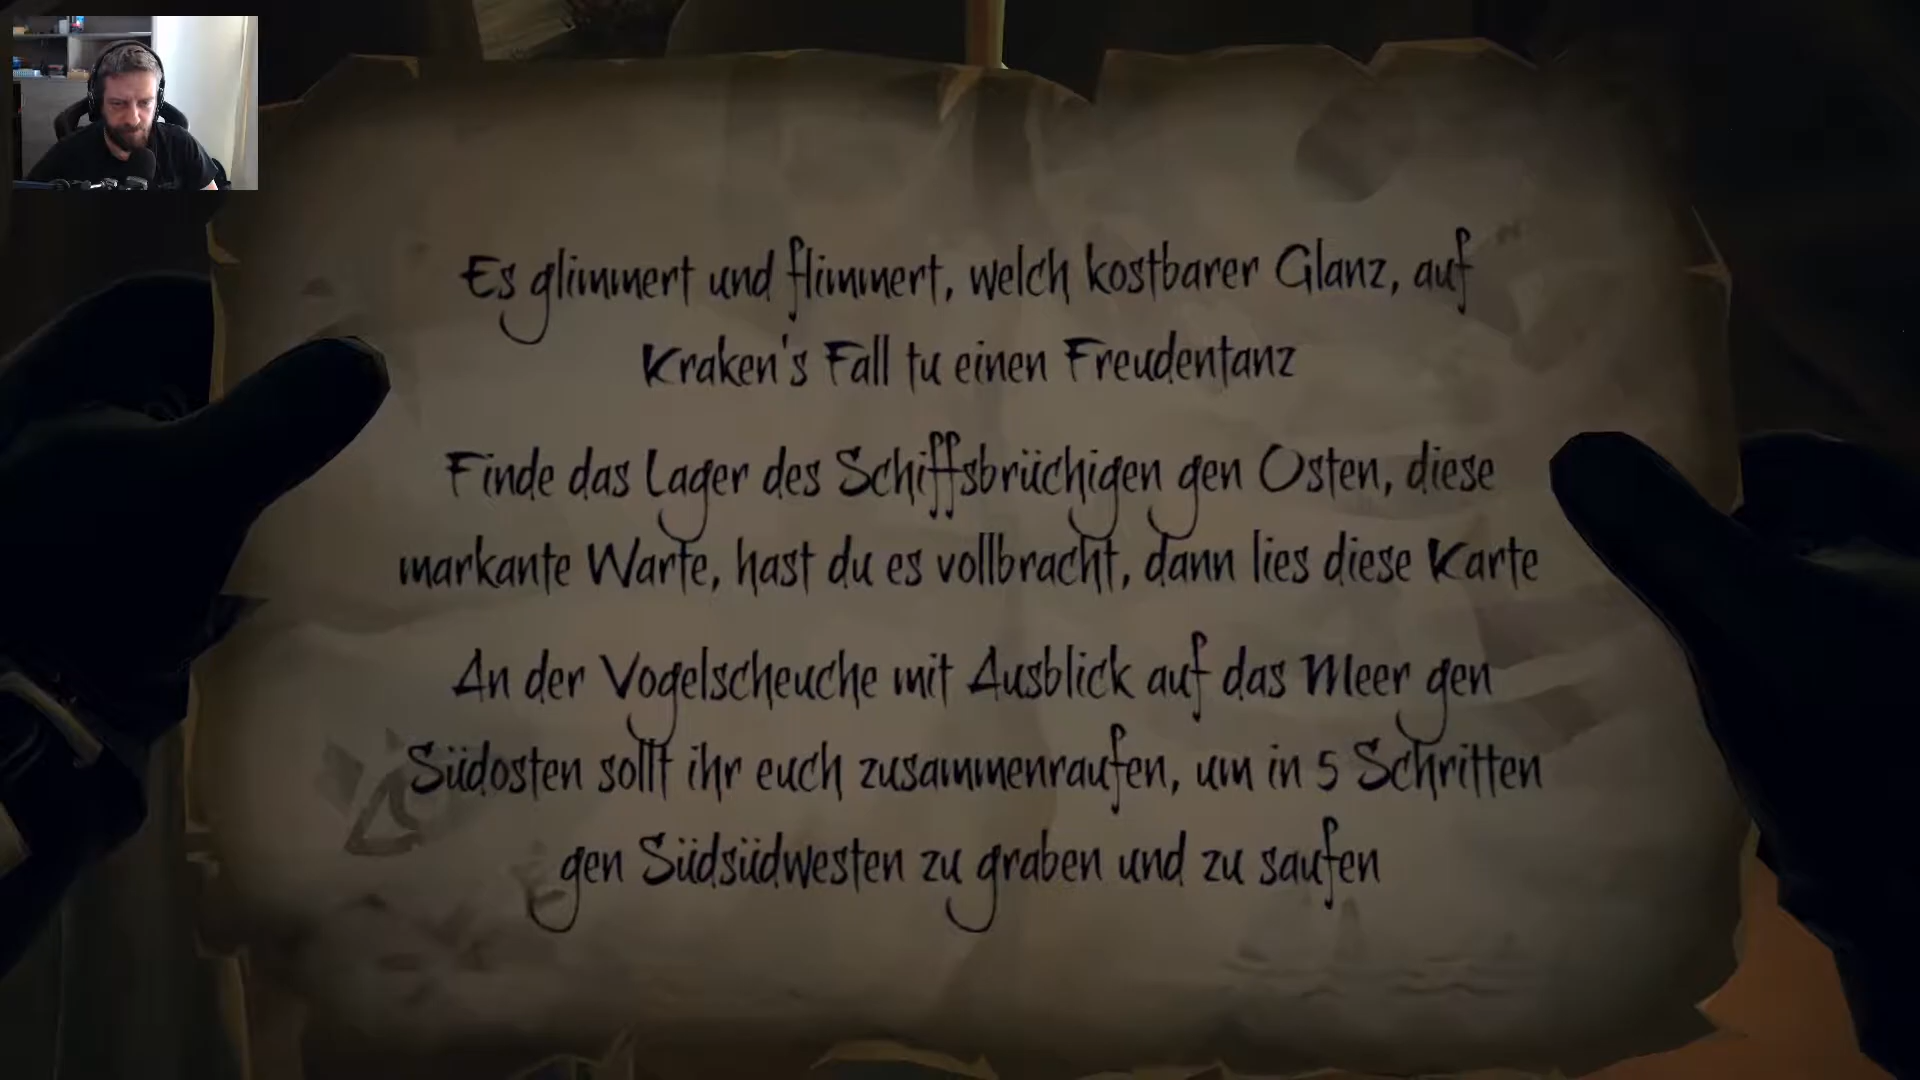 Es glimmert und flimmert, welch kostbarer Glanz, auf
Kraken's Fall tu einen Freudentanz
Finde das Lager des Schiffsbrüchigen gen Osten, diese
markante Warte, hast du es vollbracht, dann lies diese Karte
An der Vogelscheuche mit Ausblick auf das Meer gen
Südosten sollt ihr euch zusammenraufen, um in 5 Schritten
gen Südsüdwesten zu graben und zu saufen